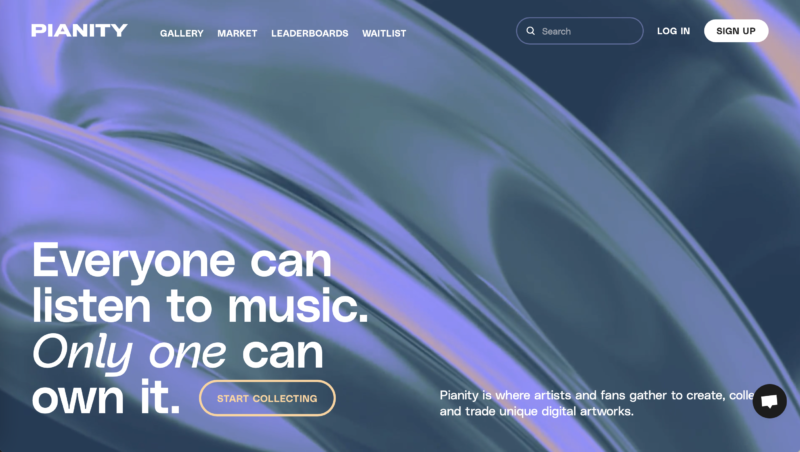 PIANITY
GALLERY MARKET LEADERBOARDS WAITLIST
Search
LOG IN
SIGN UP
Everyone can
listen to music.
Only one can
own it.
START COLLECTING
Pianity is where artists and fans gather to create, colle
and trade unique digital artworks.